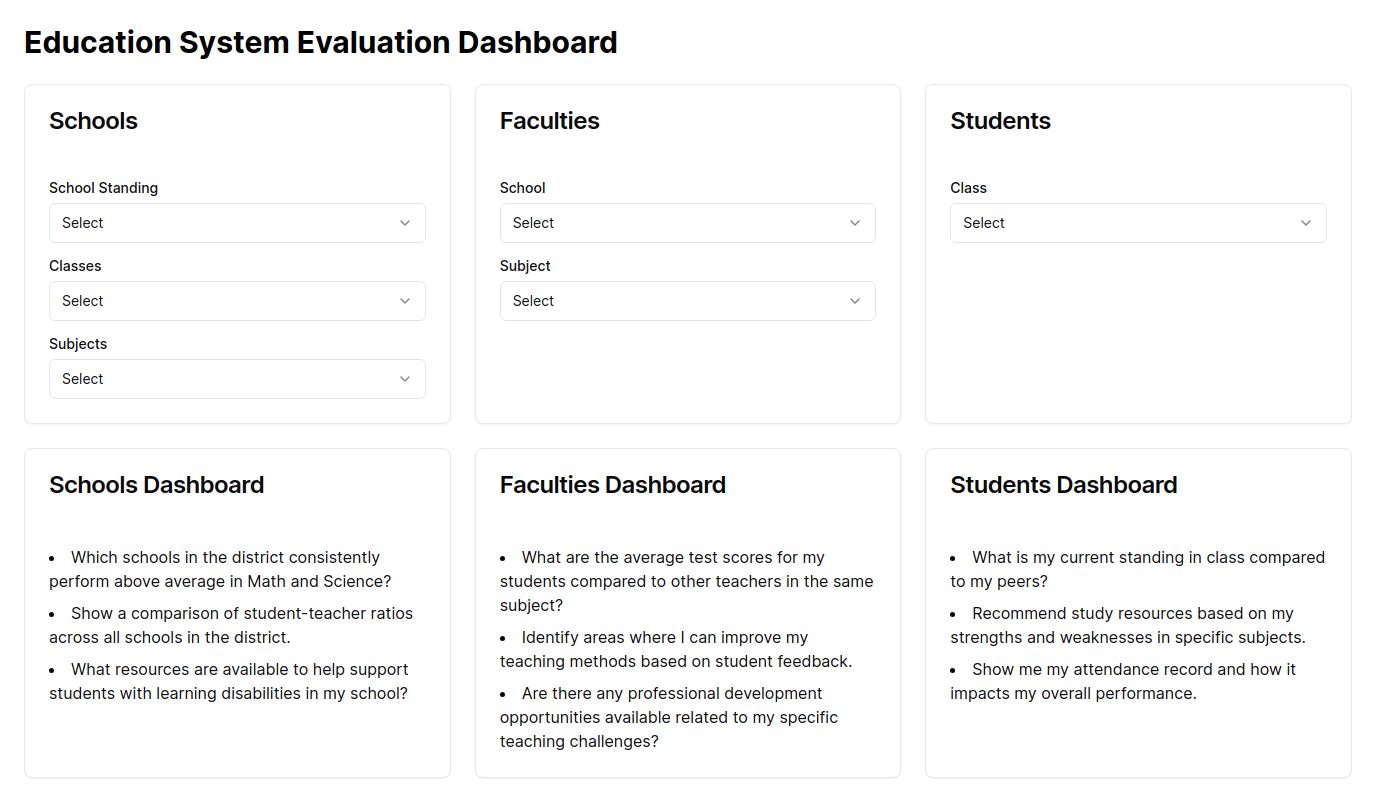 Education System Evaluation Dashboard
Schools
School Standing
Select
Classes
Select
Subjects
Select
Faculties
School
Select
Subject
Select
Students
Class
Select
Schools Dashboard
• Which schools in the district consistently
perform above average in Math and Science?
• Show a comparison of student-teacher ratios
across all schools in the district.
• What resources are available to help support
students with learning disabilities in my school?
Faculties Dashboard
• What are the average test scores for my
students compared to other teachers in the same
subject?
• Identify areas where I can improve my
teaching methods based on student feedback.
• Are there any professional development
opportunities available related to my specific
teaching challenges?
Students Dashboard
• What is my current standing in class compared
to my peers?
• Recommend study resources based on my
strengths and weaknesses in specific subjects.
• Show me my attendance record and how it
impacts my overall performance.